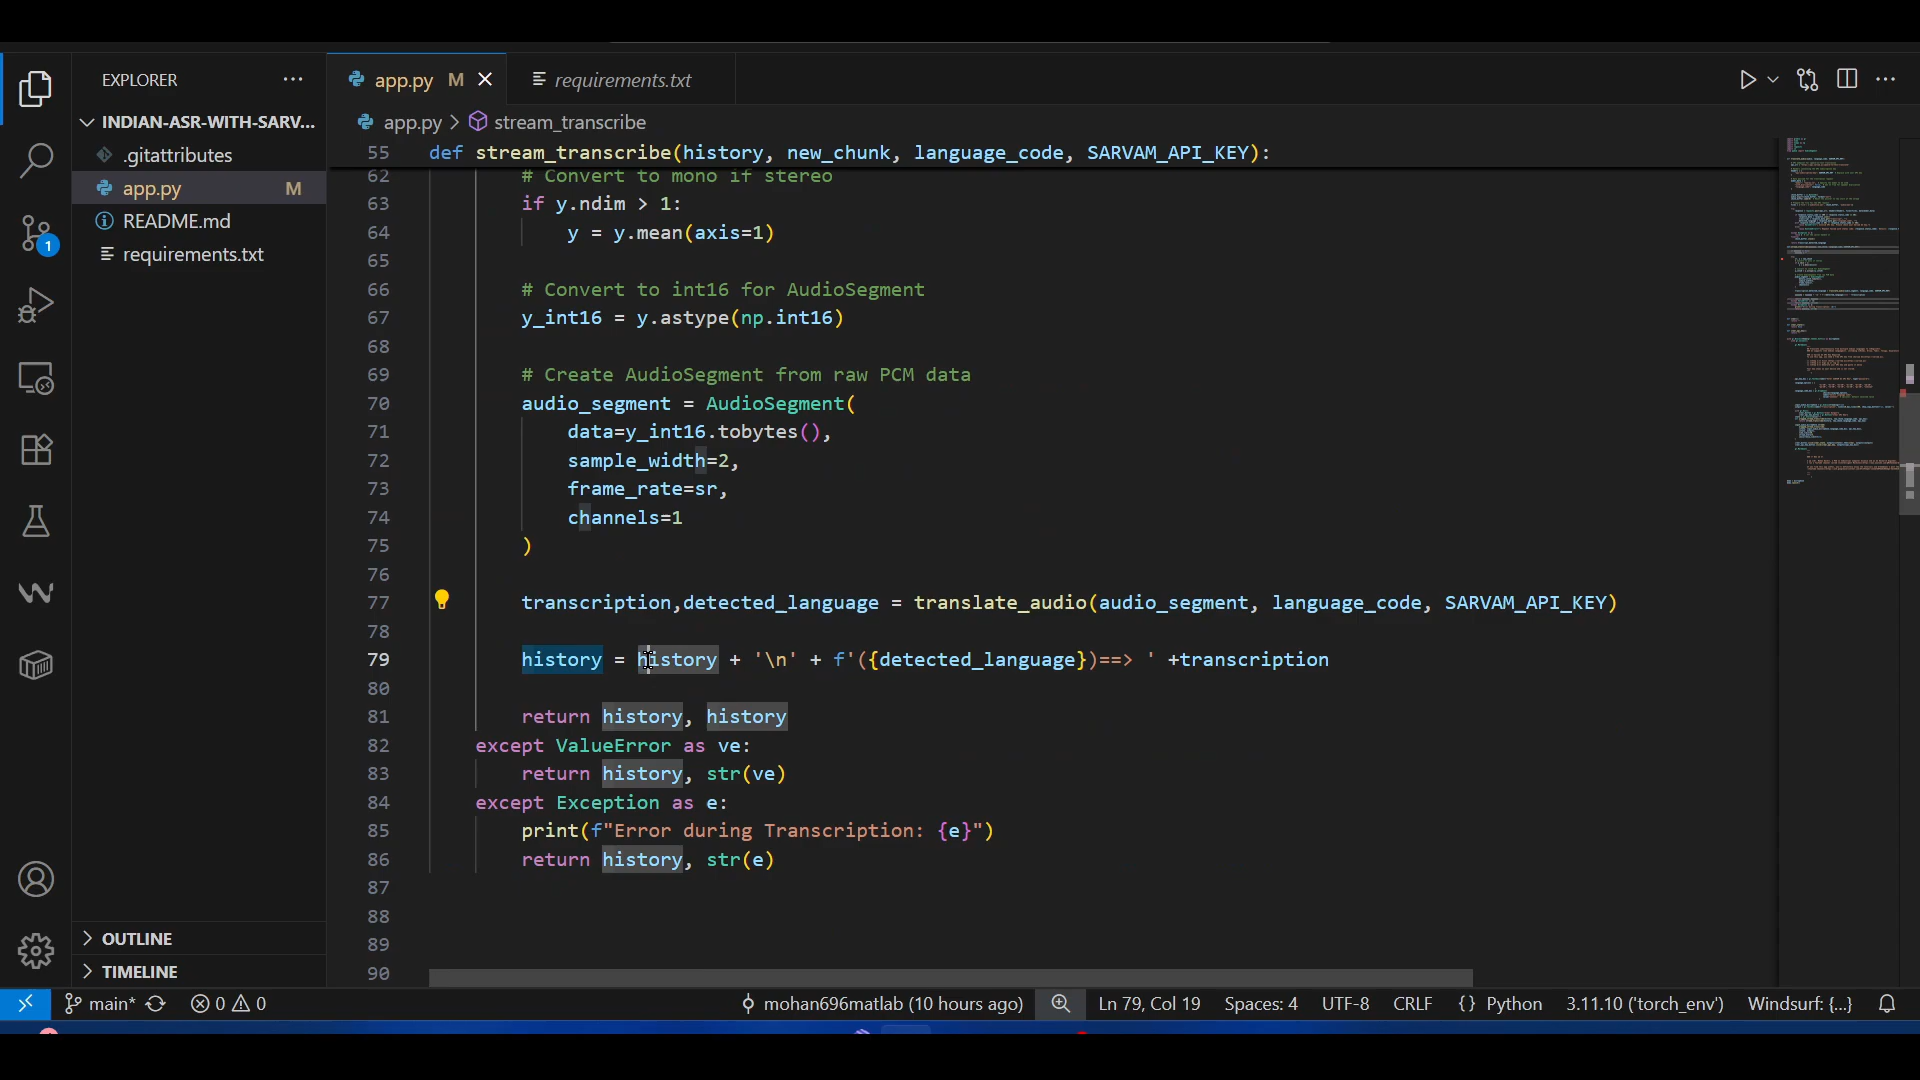 EXPLORER
app.py M
requirements.txt
INDIAN-ASR-WITH-SARV...
.gitattributes
app.py M
README.md
requirements.txt
1
OUTLINE
TIMELINE
app.py > stream_transcribe
55 def stream_transcribe(history, new_chunk, language_code, SARVAM_API_KEY):
62 # Convert to mono if stereo
63 if y.ndim > 1:
64 y = y.mean(axis=1)
65
66 # Convert to int16 for AudioSegment
67 y_int16 = y.astype(np.int16)
68
69 # Create AudioSegment from raw PCM data
70 audio_segment = AudioSegment(
71 data=y_int16.tobytes(),
72 sample_width=2,
73 frame_rate=sr,
74 channels=1
75 )
76
77 transcription,detected_language = translate_audio(audio_segment, language_code, SARVAM_API_KEY)
78
79 history = history + '\n' + f'({detected_language})==> ' +transcription
80
81 return history, history
82 except ValueError as ve:
83 return history, str(ve)
84 except Exception as e:
85 print(f"Error during Transcription: {e}")
86 return history, str(e)
87
88
89
90
main* 0 0 mohan696matlab (10 hours ago) Ln 79, Col 19 Spaces: 4 UTF-8 CRLF {} Python 3.11.10 ('torch_env') Windsurf: {...}